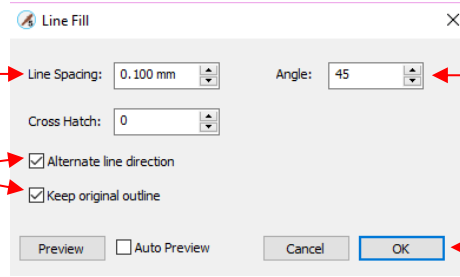 Line Fill
Line Spacing: 0.100 mm Angle: 45
Cross Hatch: 0
Alternate line direction
Keep original outline
Preview Auto Preview Cancel OK